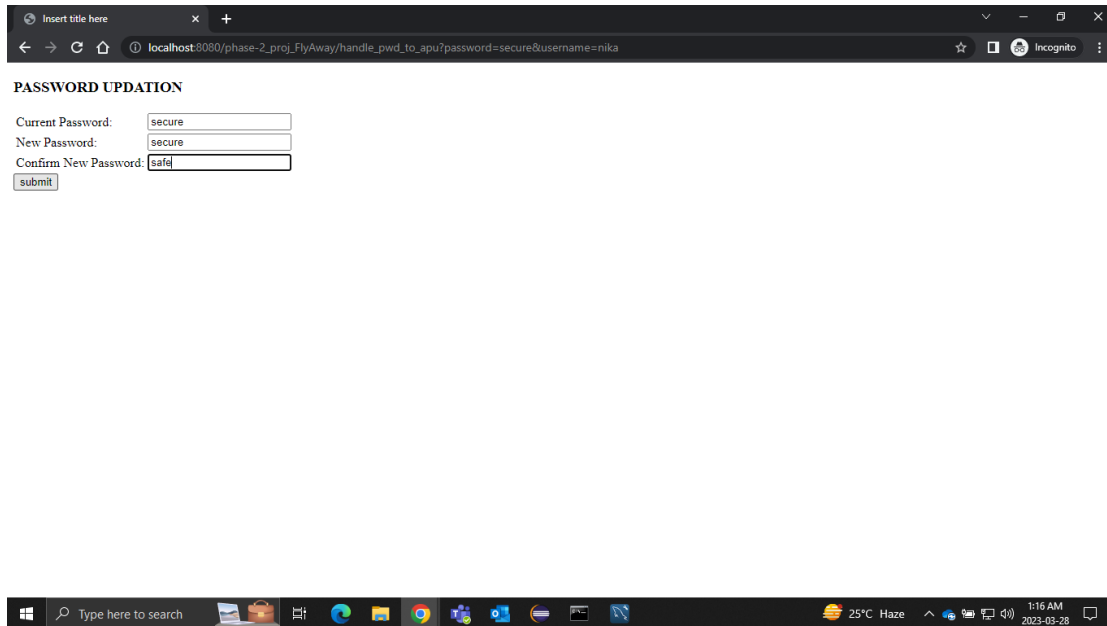 Insert title here
localhost:8080/phase-2_proj_FlyAway/handle_pwd_to_apu?password=secure&username=nika
Incognito
PASSWORD UPDATION
Current Password: secure
New Password: secure
Confirm New Password: safe
submit
Type here to search
25°C Haze
1:16 AM
2023-03-28